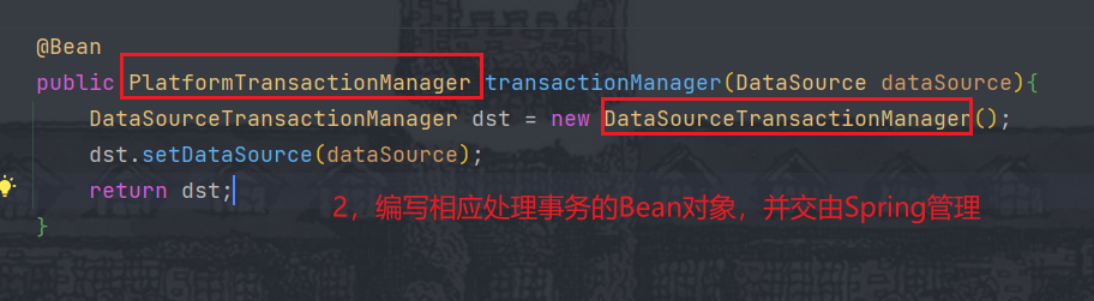 @Bean
public PlatformTransactionManager transactionManager(DataSource dataSource){
DataSourceTransactionManager dst = new DataSourceTransactionManager();
dst.setDataSource(dataSource);
return dst;
2，编写相应处理事务的Bean对象，并交由Spring管理
}